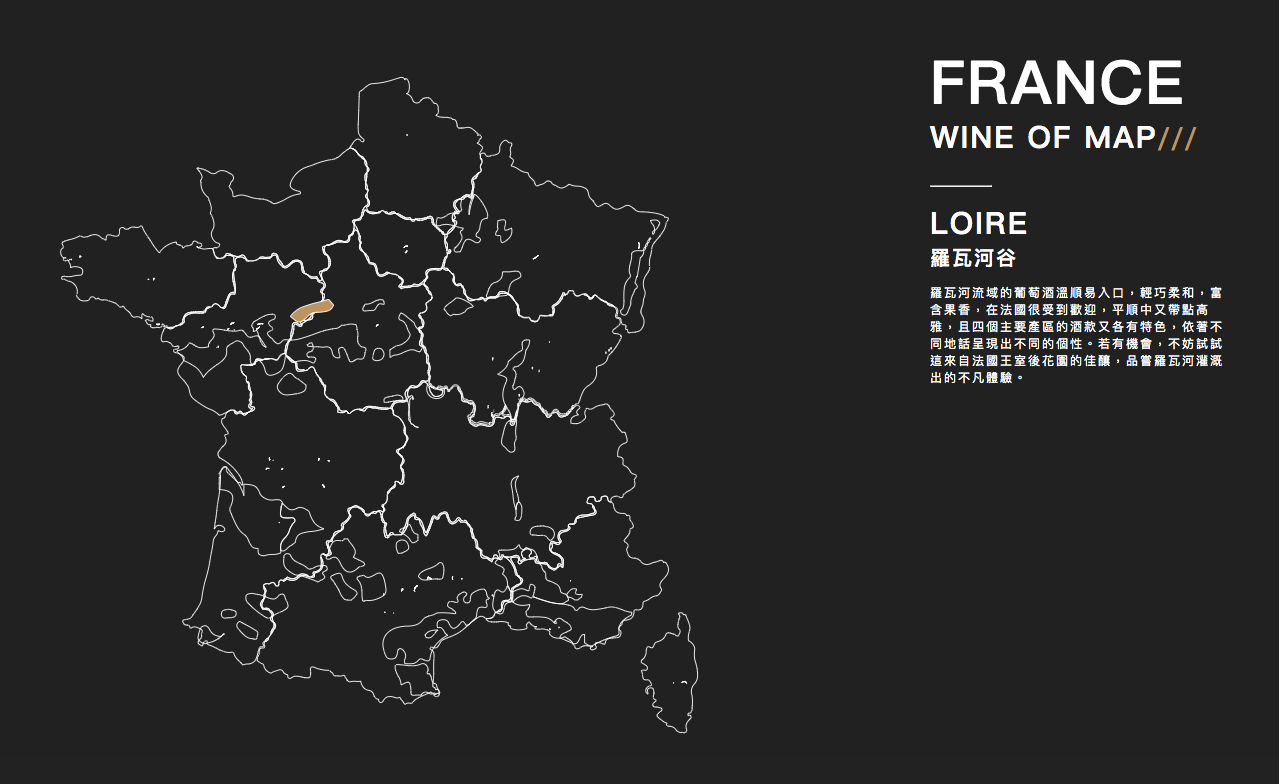 FRANCE
WINE OF MAP///
LOIRE
羅瓦河谷
羅瓦河流域的葡萄酒溫順易入口，輕巧柔和，富
含果香，在法國很受到歡迎，平順中又帶點高
雅，且四個主要產區的酒款又各有特色，依著不
同地話呈現出不同的個性。若有機會，不妨試試
這來自法國王室後花園的佳釀，品嘗羅瓦河灌溉
出的不凡體驗。